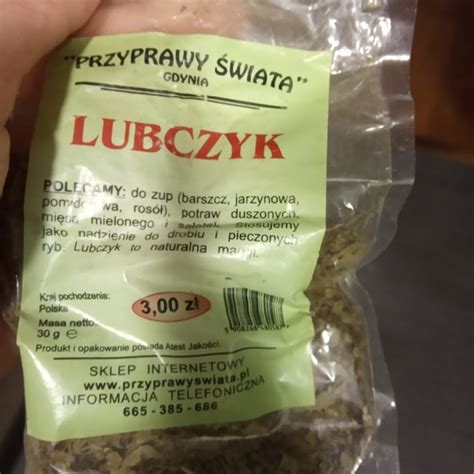 "PRZYPRAWY ŚWIATA"
GDYNIA
LUBCZYK
POLECAMY: do zup (barszcz, jarzynowa,
pomidorowa, rosół), potraw duszonych,
mięsa mielonego i sałatek. Stosujemy
jako nadzienie do drobiu i pieczonych
ryb. Lubczyk to naturalna maggi.
Kraj pochodzenia:
Polska
3,00 zł
Masa netto:
30 g ℮
Produkt i opakowanie posiada Atest Jakości.
SKLEP INTERNETOWY
www.przyprawyswiata.pl
INFORMACJA TELEFONICZNA
665-385-686